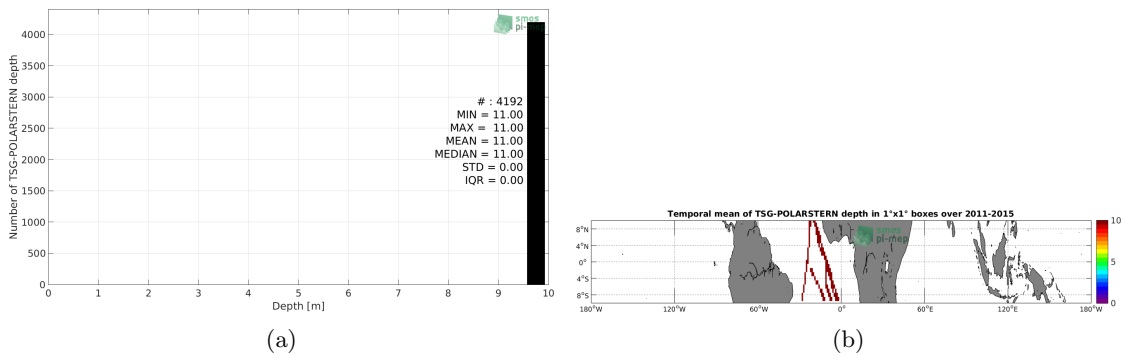 smos
pi-mep
4000
3500
3000
2500
2000
1500
1000
500
0
Number of TSG-POLARSTERN depth
# : 4192
MIN = 11.00
MAX = 11.00
MEAN = 11.00
MEDIAN = 11.00
STD = 0.00
IQR = 0.00
0 1 2 3 4 5 6 7 8 9 10
Depth [m]
(a)
Temporal mean of TSG-POLARSTERN depth in 1°x1° boxes over 2011-2015
smos
pi-mep
8°N
4°N
0°
4°S
8°S
180°W 120°W 60°W 0° 60°E 120°E 180°W
10
5
0
(b)